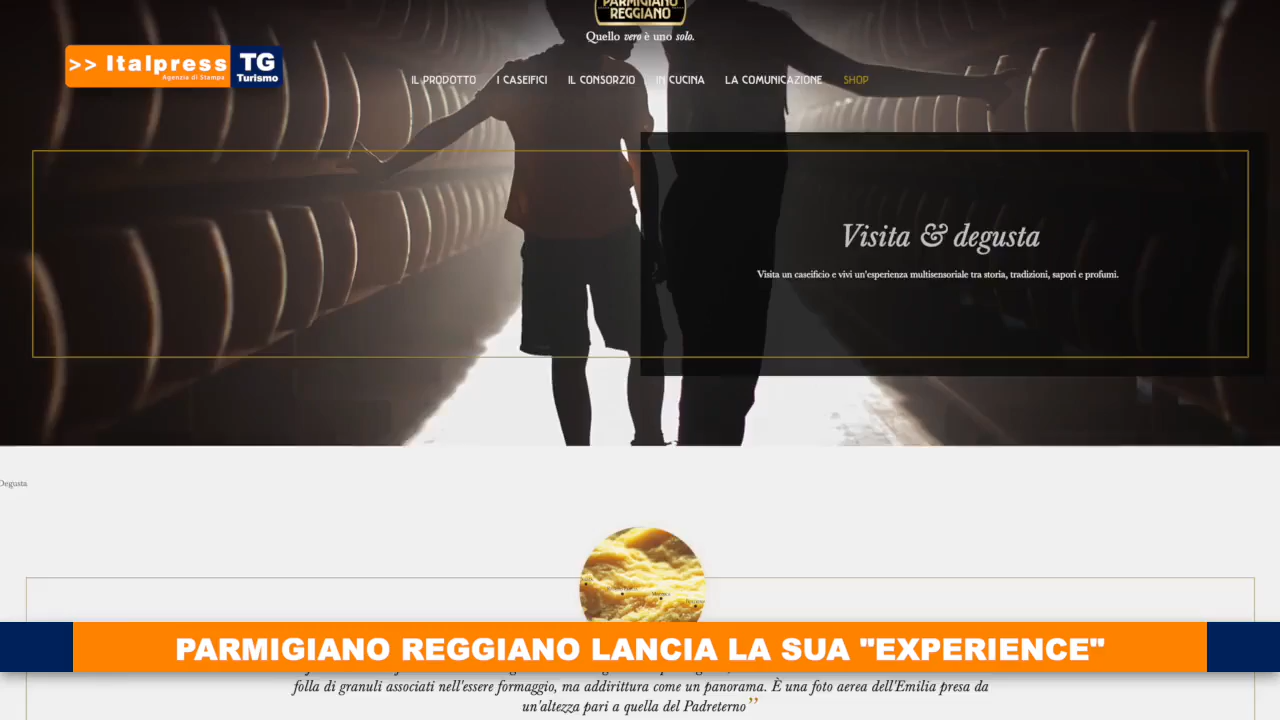 PARMIGIANO
REGGIANO
Quello vero è uno solo.
>> Italpress
Agenzia di Stampa
TG
Turismo
IL PRODOTTO I CASEIFICI IL CONSORZIO IN CUCINA LA COMUNICAZIONE SHOP
Visita & degusta
Visita un caseificio e vivi un'esperienza multisensoriale tra storia, tradizioni, sapori e profumi.
Degusta
PARMIGIANO REGGIANO LANCIA LA SUA "EXPERIENCE"
folla di granuli associati nell'essere formaggio, ma addirittura come un panorama. È una foto aerea dell'Emilia presa da
un'altezza pari a quella del Padreterno”